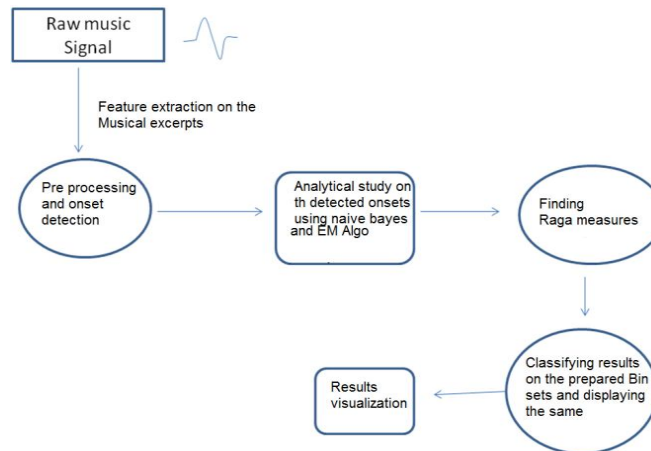 Raw music
Signal
Feature extraction on the
Musical excerpts
Pre processing
and onset
detection
Analytical study on
th detected onsets
using naive bayes
and EM Algo
Finding
Raga measures
Classifying results
on the prepared Bin
sets and displaying
the same
Results
visualization